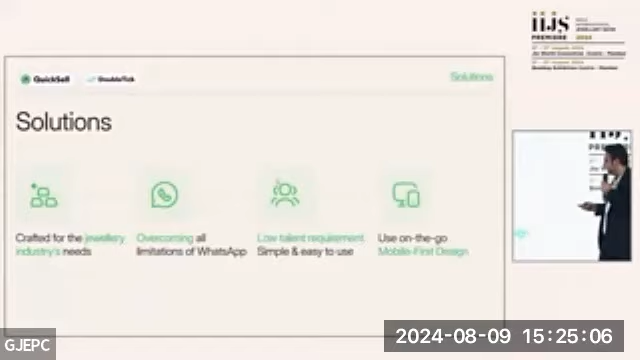 iijs
PREMIERE 2024
QuickSell
DoubleTick
Solutions
Solutions
Crafted for the jewellery
industry's needs
Overcoming all
limitations of WhatsApp
Low talent requirement
Simple & easy to use
Use on-the-go
Mobile-First Design
GJEPC
2024-08-09 15:25:06